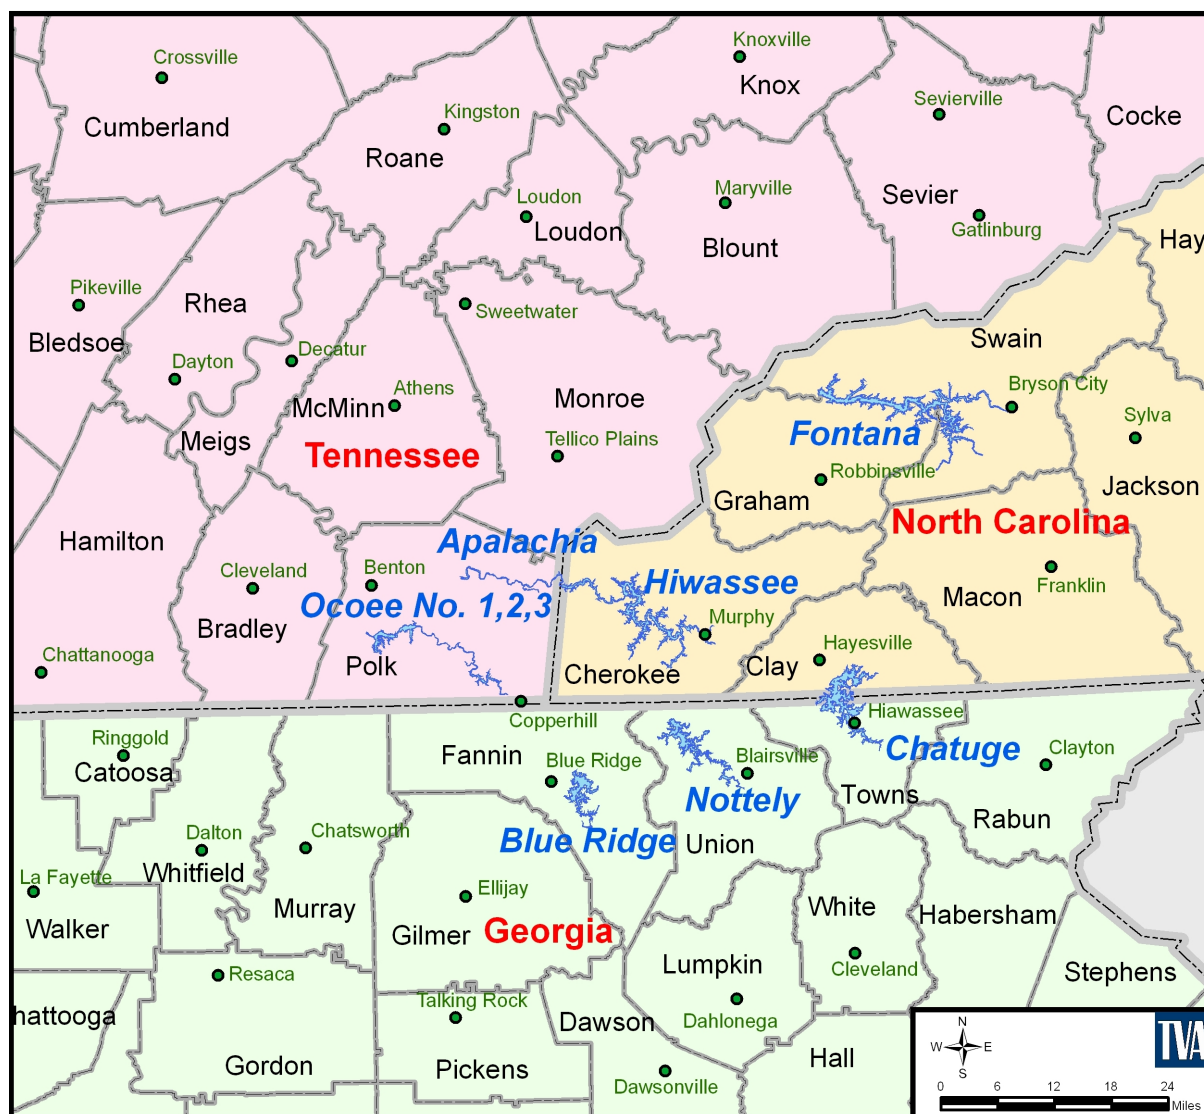 Knoxville
Crossville
Knox
Sevierville
Kingston
Cocke
Cumberland
Roane
Maryville
Loudon
Sevier
Loudon
Gatlinburg
Hay
Blount
Pikeville
Rhea
Sweetwater
Bledsoe
Swain
Decatur
Dayton
Athens
Bryson City
McMinn
Monroe
Sylva
Fontana
Meigs
Tellico Plains
Tennessee
Robbinsville
Jackson
Graham
North Carolina
Hamilton
Apalachia
Cleveland
Benton
Hiwassee
Franklin
Macon
Ocoee No. 1,2,3
Murphy
Bradley
Hayesville
Chattanooga
Polk
Cherokee
Clay
Hiawassee
Copperhill
Ringgold
Fannin
Chatuge
Clayton
Catoosa
Blue Ridge
Blairsville
Towns
Nottely
Rabun
Dalton
Chatsworth
Blue Ridge
Union
Whitfield
La Fayette
Ellijay
Murray
White
Habersham
Walker
Gilmer
Georgia
Lumpkin
Cleveland
Stephens
Resaca
Talking Rock
Dahlonega
hattooga
Dawson
TVA
N
W
E
S
Hall
Gordon
Pickens
Dawsonville
0 6 12 18 24
Miles